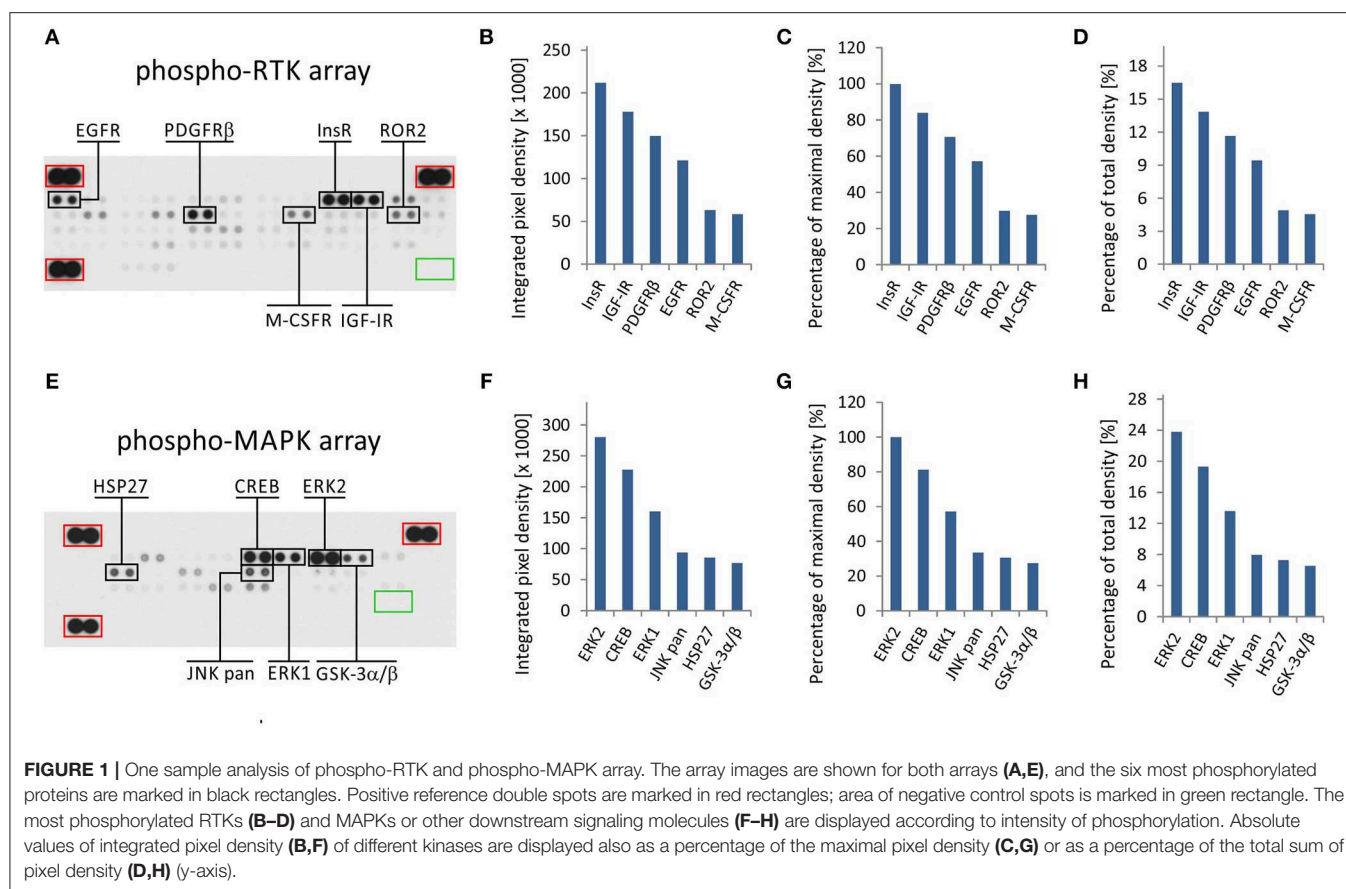 A
phospho-RTK array
EGFR PDGFRβ InsR ROR2
M-CSFR IGF-IR
B
Integrated pixel density [x 1000]
250
200
150
100
50
0
InsR
IGF-IR
PDGFRβ
EGFR
ROR2
M-CSFR
C
Percentage of maximal density [%]
120
100
80
60
40
20
0
InsR
IGF-IR
PDGFRβ
EGFR
ROR2
M-CSFR
D
Percentage of total density [%]
18
15
12
9
6
3
0
InsR
IGF-IR
PDGFRβ
EGFR
ROR2
M-CSFR
E
phospho-MAPK array
HSP27 CREB ERK2
JNK pan ERK1 GSK-3α/β
F
Integrated pixel density [x 1000]
300
250
200
150
100
50
0
ERK2
CREB
ERK1
JNK pan
HSP27
GSK-3α/β
G
Percentage of maximal density [%]
120
100
80
60
40
20
0
ERK2
CREB
ERK1
JNK pan
HSP27
GSK-3α/β
H
Percentage of total density [%]
28
24
20
16
12
8
4
0
ERK2
CREB
ERK1
JNK pan
HSP27
GSK-3α/β
FIGURE 1 | One sample analysis of phospho-RTK and phospho-MAPK array. The array images are shown for both arrays (A,E), and the six most phosphorylated
proteins are marked in black rectangles. Positive reference double spots are marked in red rectangles; area of negative control spots is marked in green rectangle. The
most phosphorylated RTKs (B–D) and MAPKs or other downstream signaling molecules (F–H) are displayed according to intensity of phosphorylation. Absolute
values of integrated pixel density (B,F) of different kinases are displayed also as a percentage of the maximal pixel density (C,G) or as a percentage of the total sum of
pixel density (D,H) (y-axis).